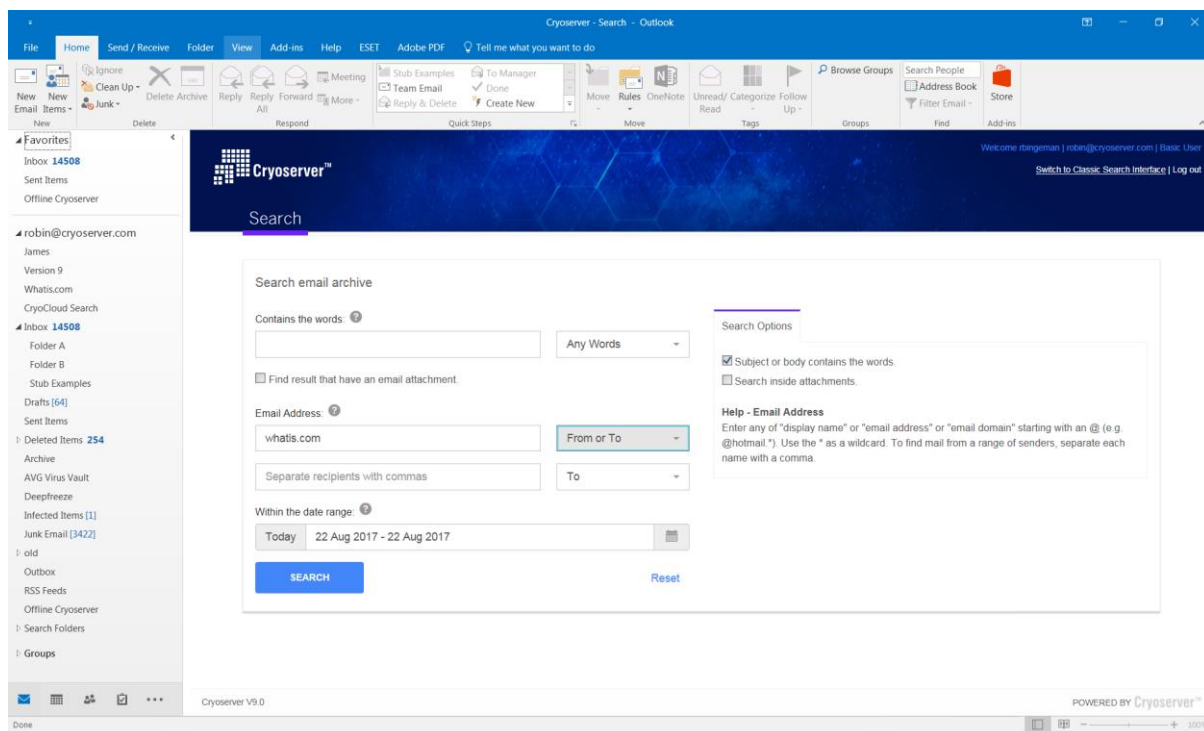 Cryoserver - Search - Outlook
File Home Send / Receive Folder View Add-ins Help ESET Adobe PDF Tell me what you want to do
New Email
New Items
Ignore
Clean Up
Junk
Delete
Archive
Reply
Reply All
Forward
Meeting
More
Stub Examples
Team Email
Reply & Delete
To Manager
Done
Create New
Move
Rules
OneNote
Unread/ Read
Categorize
Follow Up
Browse Groups
Search People
Address Book
Filter Email
Store
New Delete Respond Quick Steps Move Tags Groups Find Add-ins
Favorites
Inbox 14508
Sent Items
Offline Cryoserver
robin@cryoserver.com
James
Version 9
Whatis.com
CryoCloud Search
Inbox 14508
Folder A
Folder B
Stub Examples
Drafts [64]
Sent Items
Deleted Items 254
Archive
AVG Virus Vault
Deepfreeze
Infected Items [1]
Junk Email [3422]
old
Outbox
RSS Feeds
Offline Cryoserver
Search Folders
Groups
Cryoserver™
Welcome rbingeman | robin@cryoserver.com | Basic User
Switch to Classic Search Interface | Log out
Search
Search email archive
Contains the words: ?
Any Words
Find result that have an email attachment.
Email Address: ?
whatis.com From or To
Separate recipients with commas To
Within the date range: ?
Today 22 Aug 2017 - 22 Aug 2017
SEARCH Reset
Search Options
Subject or body contains the words.
Search inside attachments.
Help - Email Address
Enter any of "display name" or "email address" or "email domain" starting with an @ (e.g.
@hotmail.*). Use the * as a wildcard. To find mail from a range of senders, separate each
name with a comma.
Cryoserver V9.0 POWERED BY Cryoserver™
Done 100%